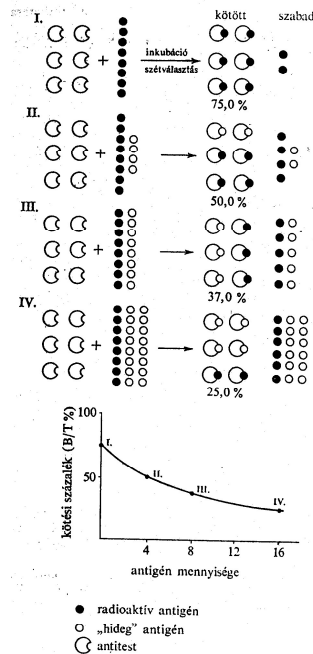 kötött szabad
I.
+
inkubáció
szétválasztás
75,0 %
II.
+
50,0 %
III.
+
37,0 %
IV.
+
25,0 %
kötési százalék (B/T %)
100
50
I.
II.
III.
IV.
4 8 12 16
antigén mennyisége
radioaktív antigén
„hideg” antigén
antitest